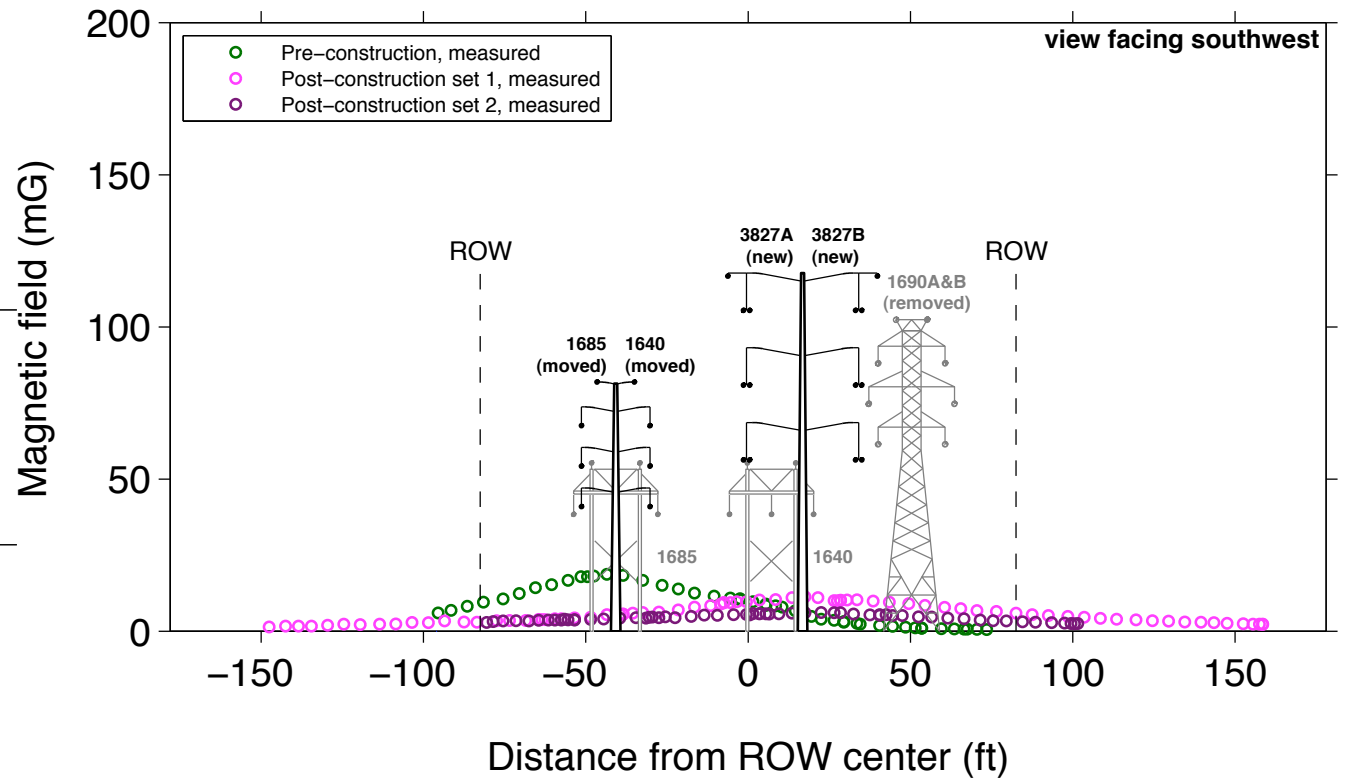 200
150
100
50
0
Magnetic field (mG)
view facing southwest
Pre−construction, measured
Post−construction set 1, measured
Post−construction set 2, measured
ROW
ROW
3827A 3827B
(new) (new)
1690A&B
(removed)
1685 1640
(moved) (moved)
1685
1640
−150 −100 −50 0 50 100 150
Distance from ROW center (ft)